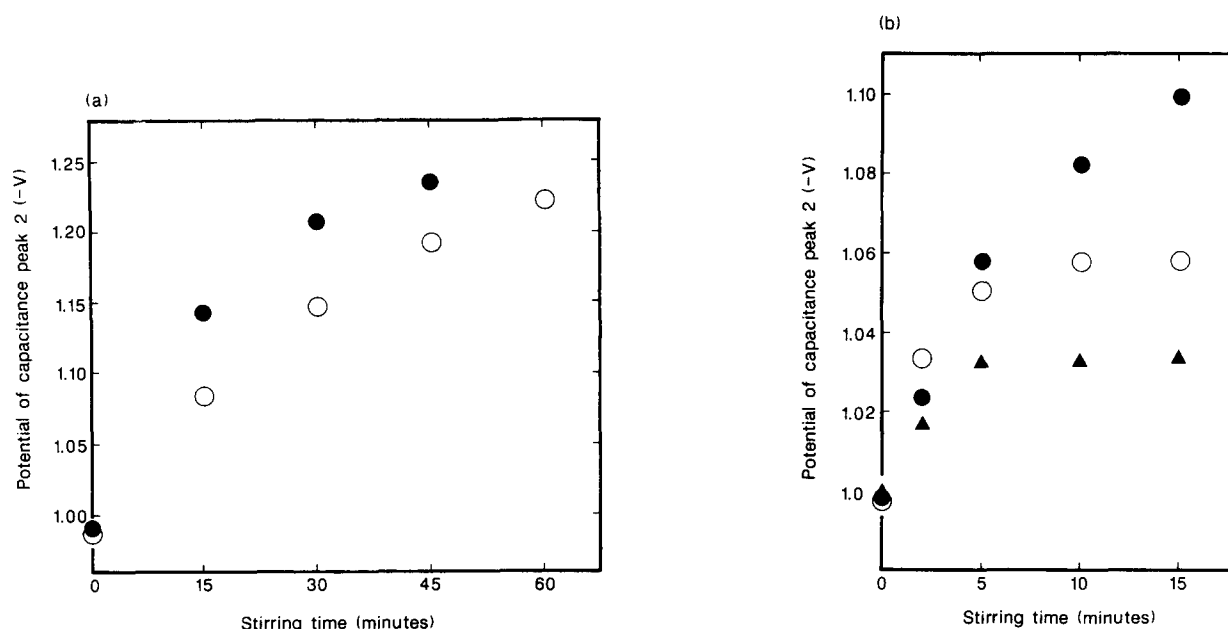 (a)
Potential of capacitance peak 2 (-V)
1.25
1.20
1.15
1.10
1.05
1.00
0 15 30 45 60
Stirring time (minutes)
(b)
Potential of capacitance peak 2 (-V)
1.10
1.08
1.06
1.04
1.02
1.0
0 5 10 15
Stirring time (minutes)